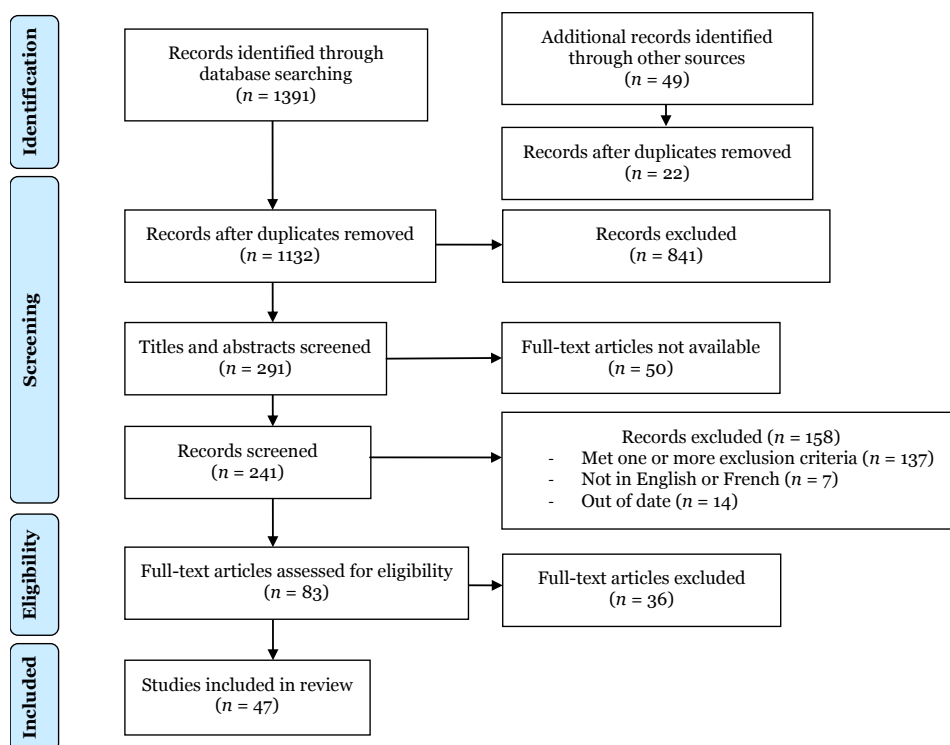 Identification
Records identified through
database searching
(n = 1391)
Additional records identified
through other sources
(n = 49)
Records after duplicates removed
(n = 22)
Screening
Records after duplicates removed
(n = 1132)
Records excluded
(n = 841)
Titles and abstracts screened
(n = 291)
Full-text articles not available
(n = 50)
Records screened
(n = 241)
Records excluded (n = 158)
- Met one or more exclusion criteria (n = 137)
- Not in English or French (n = 7)
- Out of date (n = 14)
Eligibility
Full-text articles assessed for eligibility
(n = 83)
Full-text articles excluded
(n = 36)
Included
Studies included in review
(n = 47)